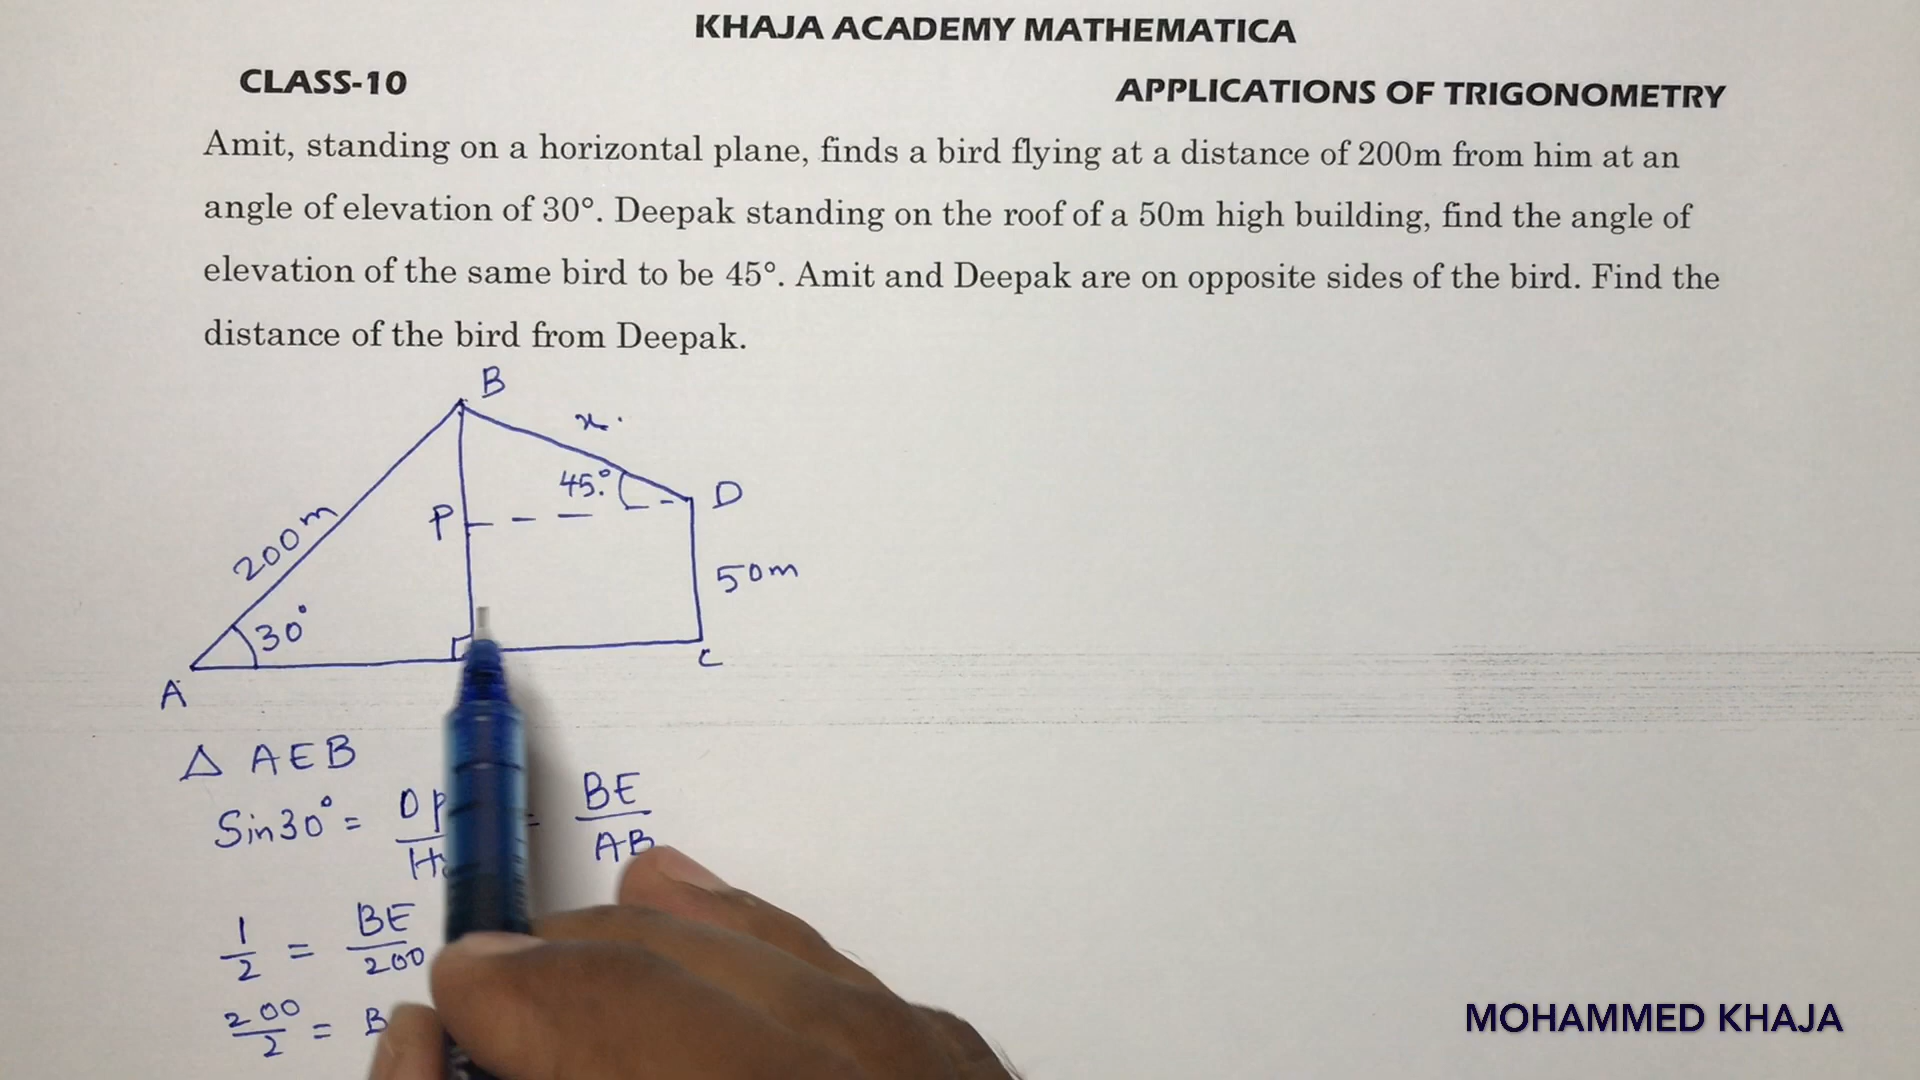 KHAJA ACADEMY MATHEMATICA
CLASS-10
APPLICATIONS OF TRIGONOMETRY
Amit, standing on a horizontal plane, finds a bird flying at a distance of 200m from him at an
angle of elevation of 30°. Deepak standing on the roof of a 50m high building, find the angle of
elevation of the same bird to be 45°. Amit and Deepak are on opposite sides of the bird. Find the
distance of the bird from Deepak.
B
x
45°
D
P
200m
50m
30°
C
A
Δ AEB
Sin30° = = BE/AB
1/2 = BE/200
200/2 =
MOHAMMED KHAJA